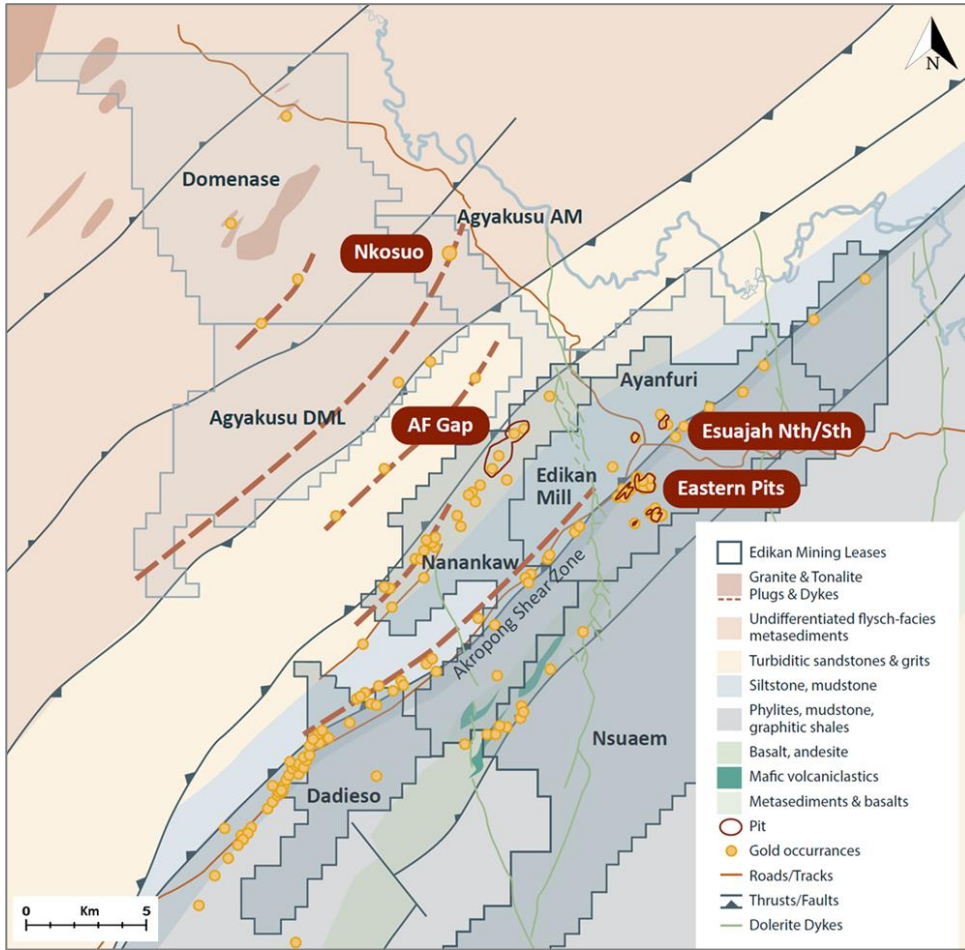 N
Domenase
Agyakusu AM
Nkosuo
Agyakusu DML
AF Gap
Ayanfuri
Esuajah Nth/Sth
Edikan
Mill
Eastern Pits
Nanankaw
Akropong Shear Zone
Nsuaem
Dadieso
Edikan Mining Leases
Granite & Tonalite
Plugs & Dykes
Undifferentiated flysch-facies
metasediments
Turbiditic sandstones & grits
Siltstone, mudstone
Phylites, mudstone,
graphitic shales
Basalt, andesite
Mafic volcaniclastics
Metasediments & basalts
Pit
Gold occurrances
Roads/Tracks
Thrusts/Faults
Dolerite Dykes
0 Km 5